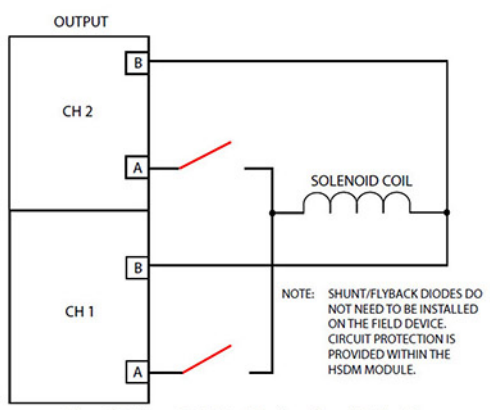 OUTPUT
B
CH 2
A
SOLENOID COIL
B
NOTE: SHUNT/FLYBACK DIODES DO
NOT NEED TO BE INSTALLED
ON THE FIELD DEVICE.
CIRCUIT PROTECTION IS
PROVIDED WITHIN THE
HSDM MODULE.
CH 1
A